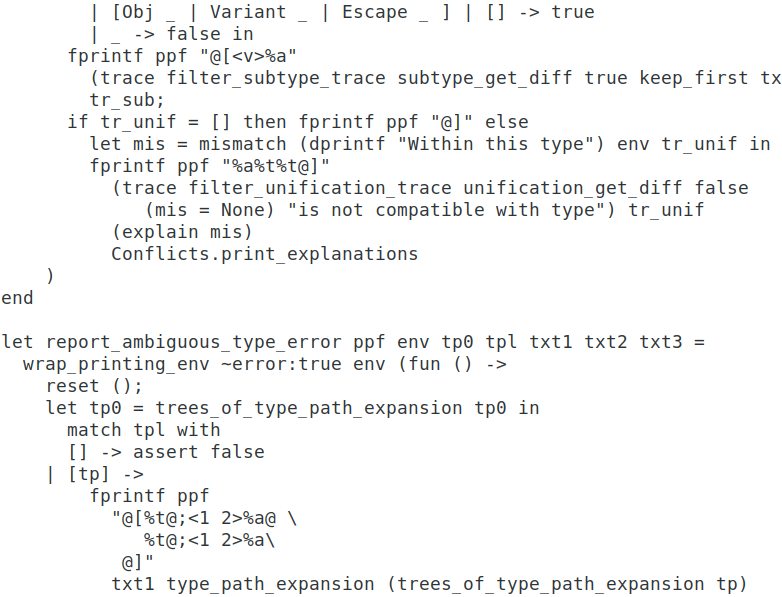 | [Obj _ | Variant _ | Escape _ ] | [] -> true
| _ -> false in
fprintf ppf "@[<v>%a"
(trace filter_subtype_trace subtype_get_diff true keep_first tx
tr_sub;
if tr_unif = [] then fprintf ppf "@]" else
let mis = mismatch (dprintf "Within this type") env tr_unif in
fprintf ppf "%a%t%t@]"
(trace filter_unification_trace unification_get_diff false
(mis = None) "is not compatible with type") tr_unif
(explain mis)
Conflicts.print_explanations
)
end
let report_ambiguous_type_error ppf env tp0 tpl txt1 txt2 txt3 =
wrap_printing_env ~error:true env (fun () ->
reset ();
let tp0 = trees_of_type_path_expansion tp0 in
match tpl with
[] -> assert false
| [tp] ->
fprintf ppf
"@[%t@;<1 2>%a@ \
%t@;<1 2>%a\
@]"
txt1 type_path_expansion (trees_of_type_path_expansion tp)